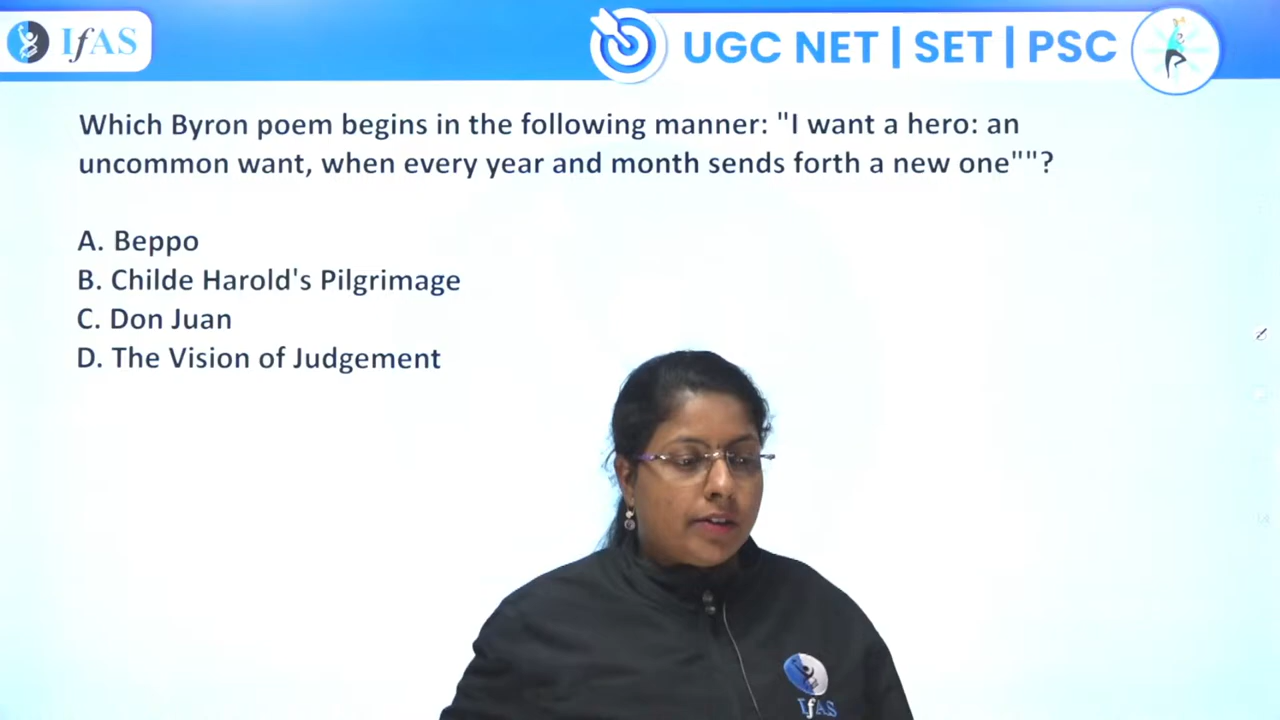 IfAS
UGC NET | SET | PSC
Which Byron poem begins in the following manner: "I want a hero: an
uncommon want, when every year and month sends forth a new one""?
A. Beppo
B. Childe Harold's Pilgrimage
C. Don Juan
D. The Vision of Judgement
IfAS